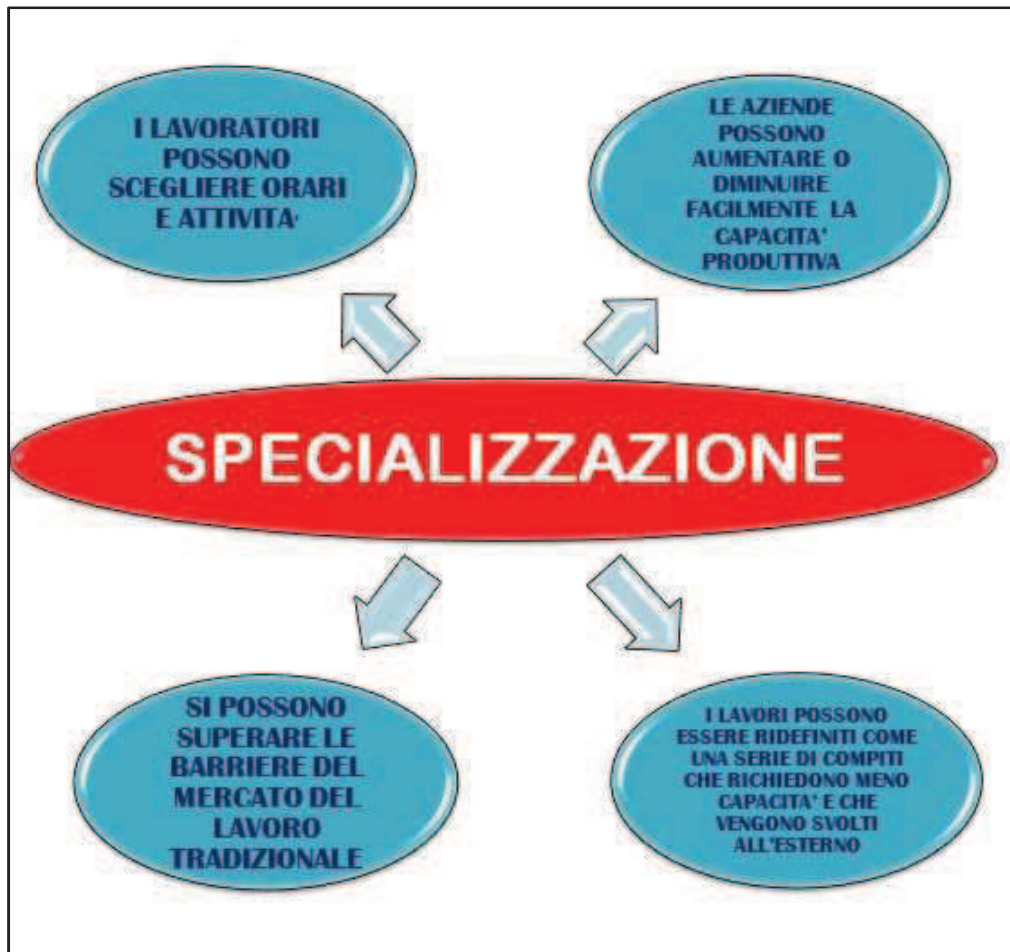 I LAVORATORI
POSSONO
SCEGLIERE ORARI
E ATTIVITA'
LE AZIENDE
POSSONO
AUMENTARE O
DIMINUIRE
FACILMENTE LA
CAPACITA'
PRODUTTIVA
SPECIALIZZAZIONE
SI POSSONO
SUPERARE LE
BARRIERE DEL
MERCATO DEL
LAVORO
TRADIZIONALE
I LAVORI POSSONO
ESSERE RIDEFINITI COME
UNA SERIE DI COMPITI
CHE RICHIEDONO MENO
CAPACITA' E CHE
VENGONO SVOLTI
ALL'ESTERNO